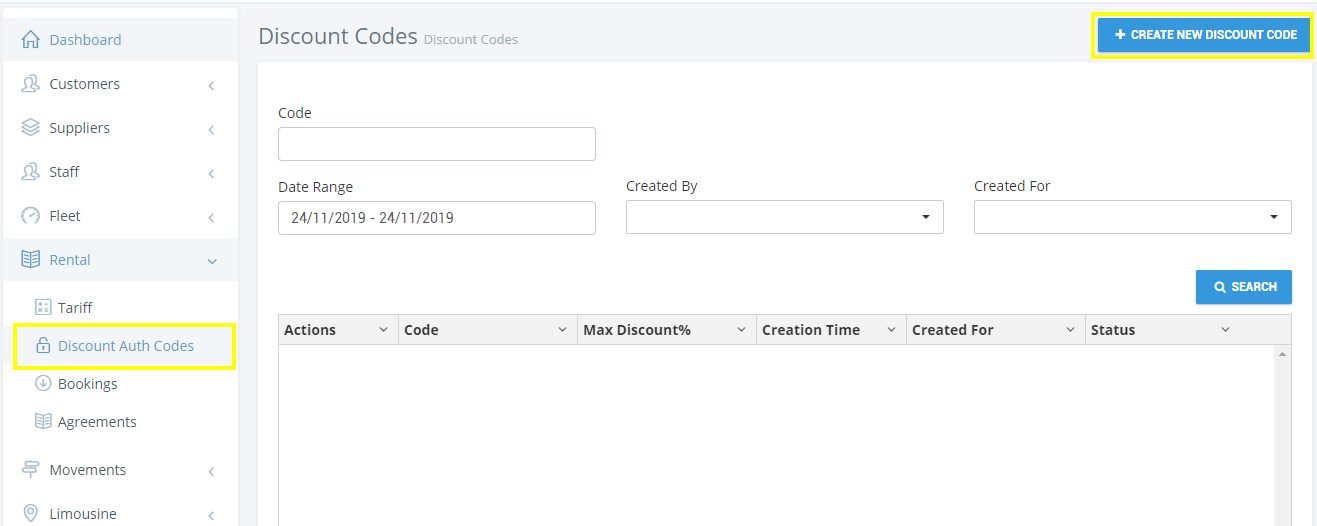 Dashboard
Customers
Suppliers
Staff
Fleet
Rental
Tariff
Discount Auth Codes
Bookings
Agreements
Movements
Limousine
Discount Codes Discount Codes
+ CREATE NEW DISCOUNT CODE
Code
Date Range Created By Created For
24/11/2019 - 24/11/2019
SEARCH
Actions Code Max Discount% Creation Time Created For Status